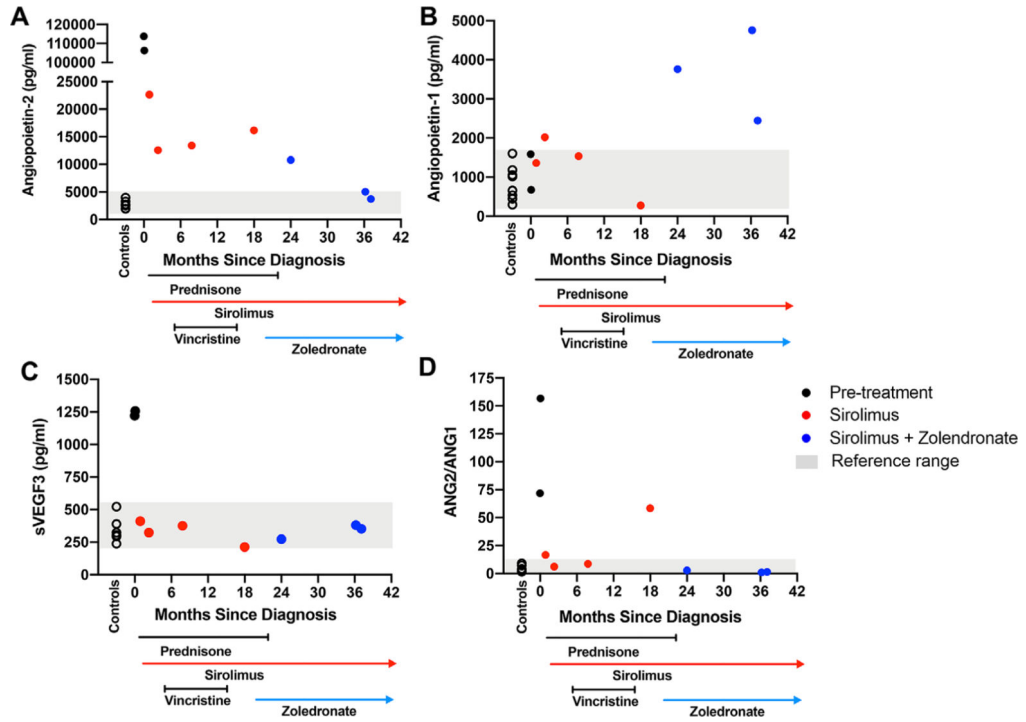 A
Angiopoietin-2 (pg/ml)
120000
110000
100000
25000
20000
15000
10000
5000
0
Controls
0 6 12 18 24 30 36 42
Months Since Diagnosis
Prednisone
Sirolimus
Vincristine
Zoledronate
B
Angiopoietin-1 (pg/ml)
5000
4000
3000
2000
1000
0
Controls
0 6 12 18 24 30 36 42
Months Since Diagnosis
Prednisone
Sirolimus
Vincristine
Zoledronate
C
sVEGF3 (pg/ml)
1500
1250
1000
750
500
250
0
Controls
0 6 12 18 24 30 36 42
Months Since Diagnosis
Prednisone
Sirolimus
Vincristine
Zoledronate
D
ANG2/ANG1
175
150
125
100
75
50
25
0
Controls
0 6 12 18 24 30 36 42
Months Since Diagnosis
Prednisone
Sirolimus
Vincristine
Zoledronate
Pre-treatment
Sirolimus
Sirolimus + Zolendronate
Reference range